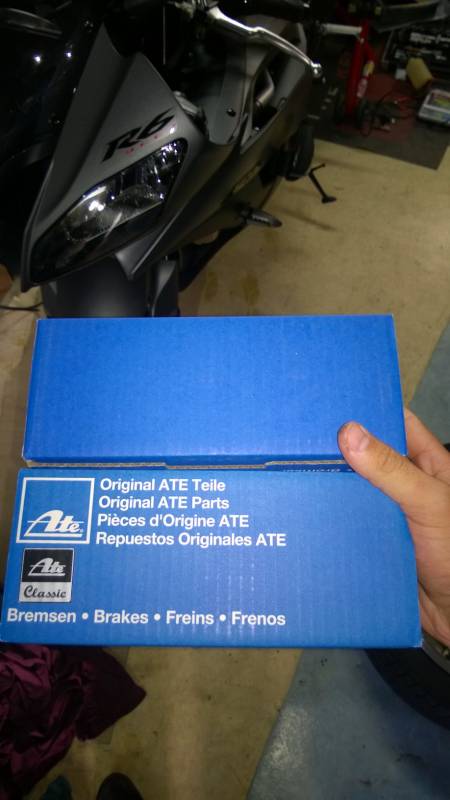 R6
Original ATE Teile
Original ATE Parts
Pièces d'Origine ATE
Repuestos Originales ATE
Ate
Ate
Classic
Bremsen • Brakes • Freins • Frenos